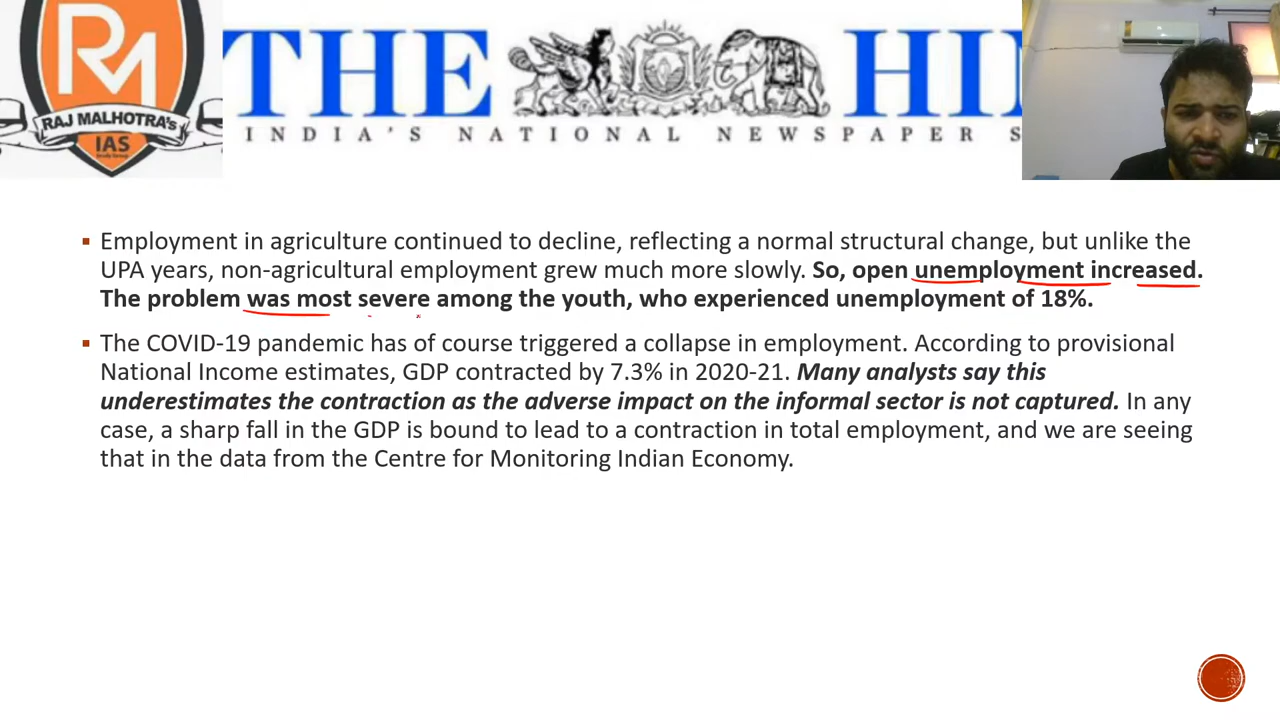 RM
RAJ MALHOTRA's
IAS
THE HI
INDIA'S NATIONAL NEWSPAPER S
Employment in agriculture continued to decline, reflecting a normal structural change, but unlike the
UPA years, non-agricultural employment grew much more slowly. So, open unemployment increased.
The problem was most severe among the youth, who experienced unemployment of 18%.
The COVID-19 pandemic has of course triggered a collapse in employment. According to provisional
National Income estimates, GDP contracted by 7.3% in 2020-21. Many analysts say this
underestimates the contraction as the adverse impact on the informal sector is not captured. In any
case, a sharp fall in the GDP is bound to lead to a contraction in total employment, and we are seeing
that in the data from the Centre for Monitoring Indian Economy.